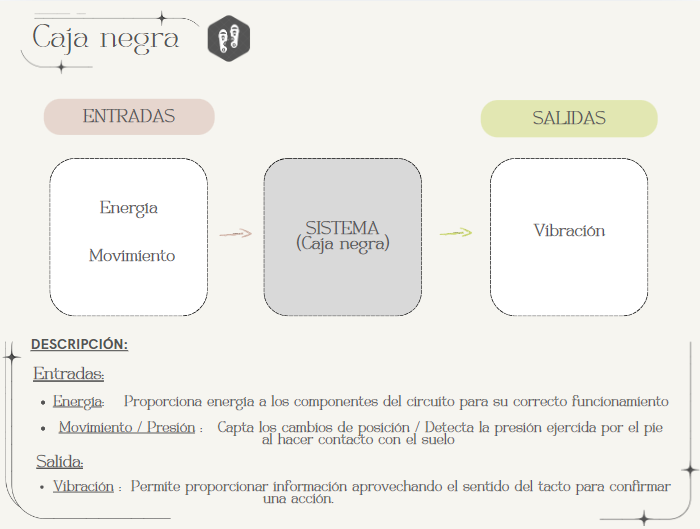 Caja negra
ENTRADAS
SALIDAS
Energia
Movimiento
SISTEMA
(Caja negra)
Vibración
DESCRIPCIÓN:
Entradas:
• Energia: Proporciona energia a los componentes del circuito para su correcto funcionamiento
• Movimiento / Presión : Capta los cambios de posición / Detecta la presión ejercida por el pie
al hacer contacto con el suelo
Salida:
• Vibración : Permite proporcionar información aprovechando el sentido del tacto para confirmar
una acción.